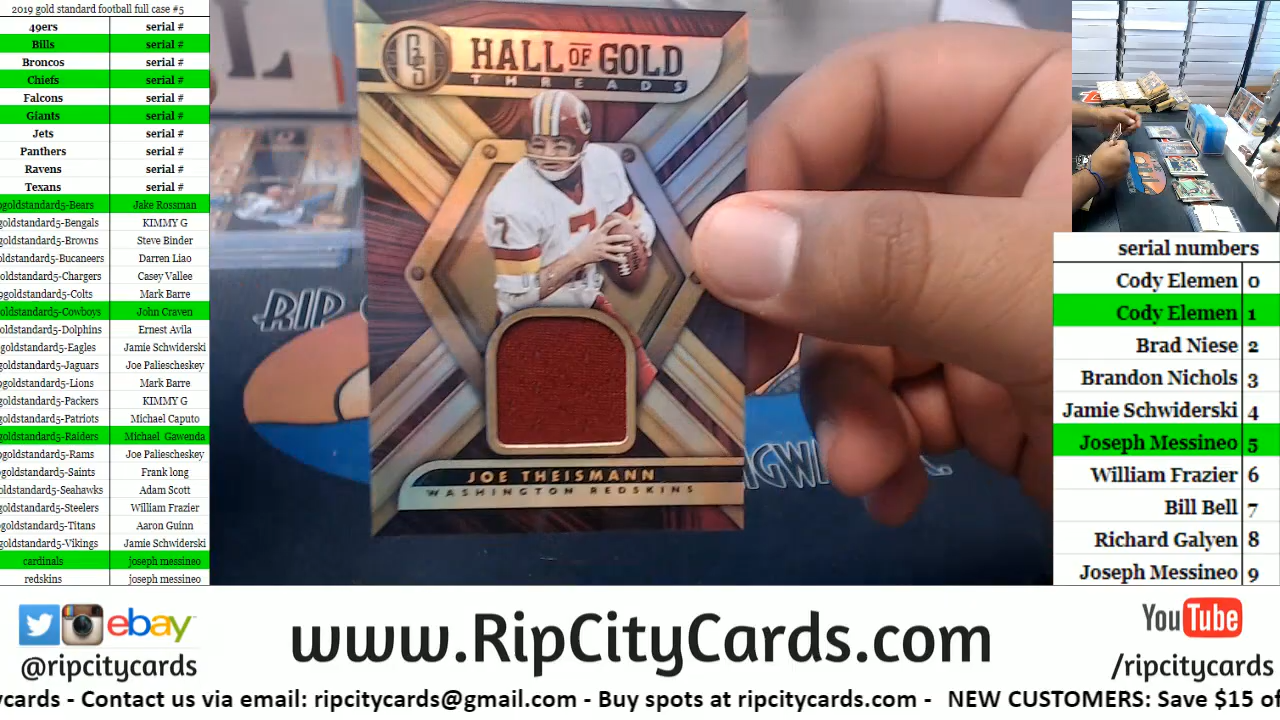 2019 gold standard football full case #5
49ers serial #
Bills serial #
Broncos serial #
Chiefs serial #
Falcons serial #
Giants serial #
Jets serial #
Panthers serial #
Ravens serial #
Texans serial #
goldstandard5-Bears Jake Rossman
goldstandard5-Bengals KIMMY G
goldstandard5-Browns Steve Binder
goldstandard5-Bucaneers Darren Liao
goldstandard5-Chargers Casey Vallee
9goldstandard5-Colts Mark Barre
goldstandard5-Cowboys John Craven
goldstandard5-Dolphins Ernest Avila
goldstandard5-Eagles Jamie Schwiderski
goldstandard5-Jaguars Joe Paliescheskey
goldstandard5-Lions Mark Barre
goldstandard5-Packers KIMMY G
goldstandard5-Patriots Michael Caputo
goldstandard5-Raiders Michael Gawenda
goldstandard5-Rams Joe Paliescheskey
goldstandard5-Saints Frank long
goldstandard5-Seahawks Adam Scott
goldstandard5-Steelers William Frazier
goldstandard5-Titans Aaron Guinn
goldstandard5-Vikings Jamie Schwiderski
cardinals joseph messineo
redskins joseph messineo
GS
HALL OF GOLD
THREADS
7
7
RIP
JOE THEISMANN
WASHINGTON REDSKINS
serial numbers
Cody Elemen 0
Cody Elemen 1
Brad Niese 2
Brandon Nichols 3
Jamie Schwiderski 4
Joseph Messineo 5
William Frazier 6
Bill Bell 7
Richard Galyen 8
Joseph Messineo 9
ebay
@ripcitycards
www.RipCityCards.com
YouTube
/ripcitycards
ycards - Contact us via email: ripcitycards@gmail.com - Buy spots at ripcitycards.com - NEW CUSTOMERS: Save $15 of